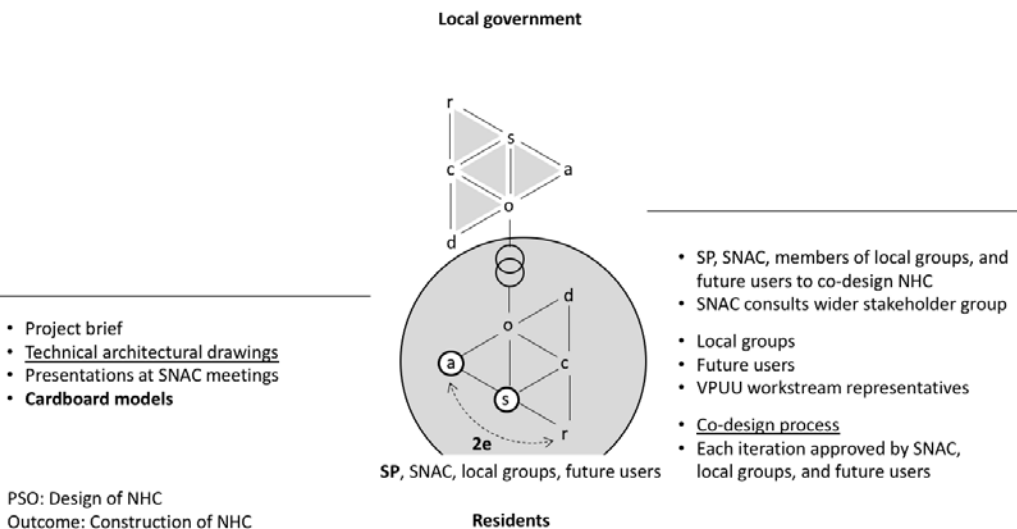 Local government
r
s
c
a
o
d
d
o
a
c
s
r
2e
SP, SNAC, local groups, future users
• Project brief
• Technical architectural drawings
• Presentations at SNAC meetings
• Cardboard models
• SP, SNAC, members of local groups, and
future users to co-design NHC
• SNAC consults wider stakeholder group
• Local groups
• Future users
• VPUU workstream representatives
• Co-design process
• Each iteration approved by SNAC,
local groups, and future users
PSO: Design of NHC
Outcome: Construction of NHC
Residents